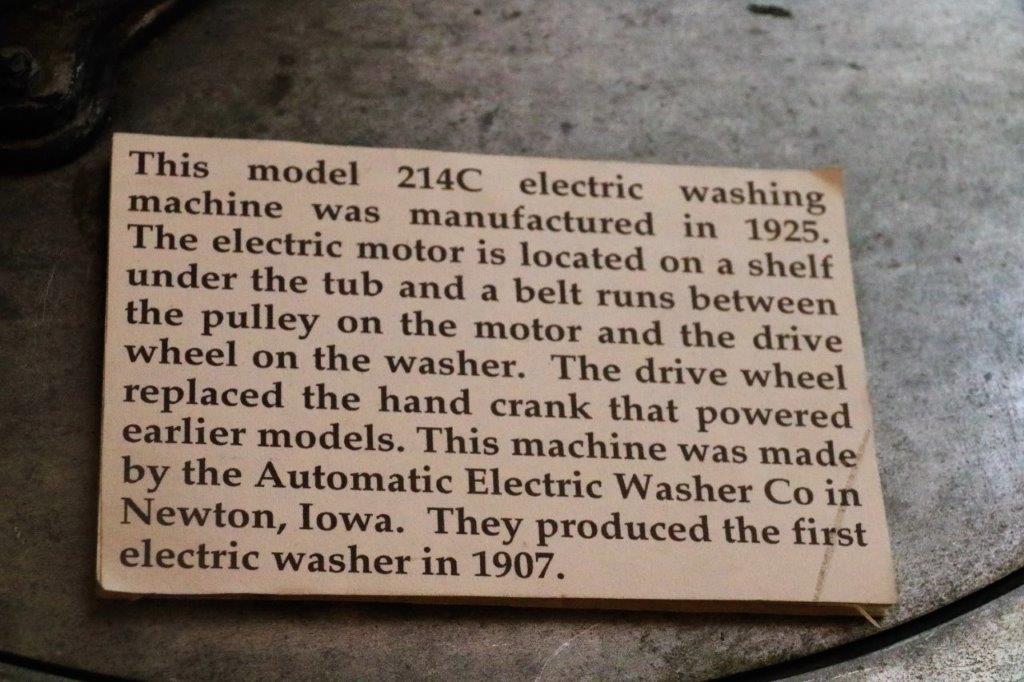 This model 214C electric washing
machine was manufactured in 1925.
The electric motor is located on a shelf
under the tub and a belt runs between
the pulley on the motor and the drive
wheel on the washer. The drive wheel
replaced the hand crank that powered
earlier models. This machine was made
by the Automatic Electric Washer Co in
Newton, Iowa. They produced the first
electric washer in 1907.